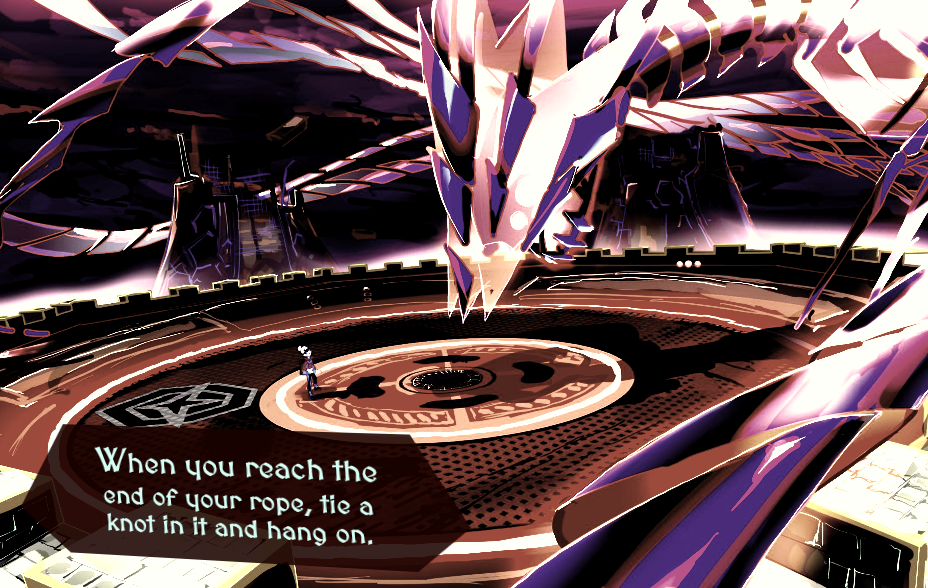 When you reach the
end of your rope, tie a
knot in it and hang on.